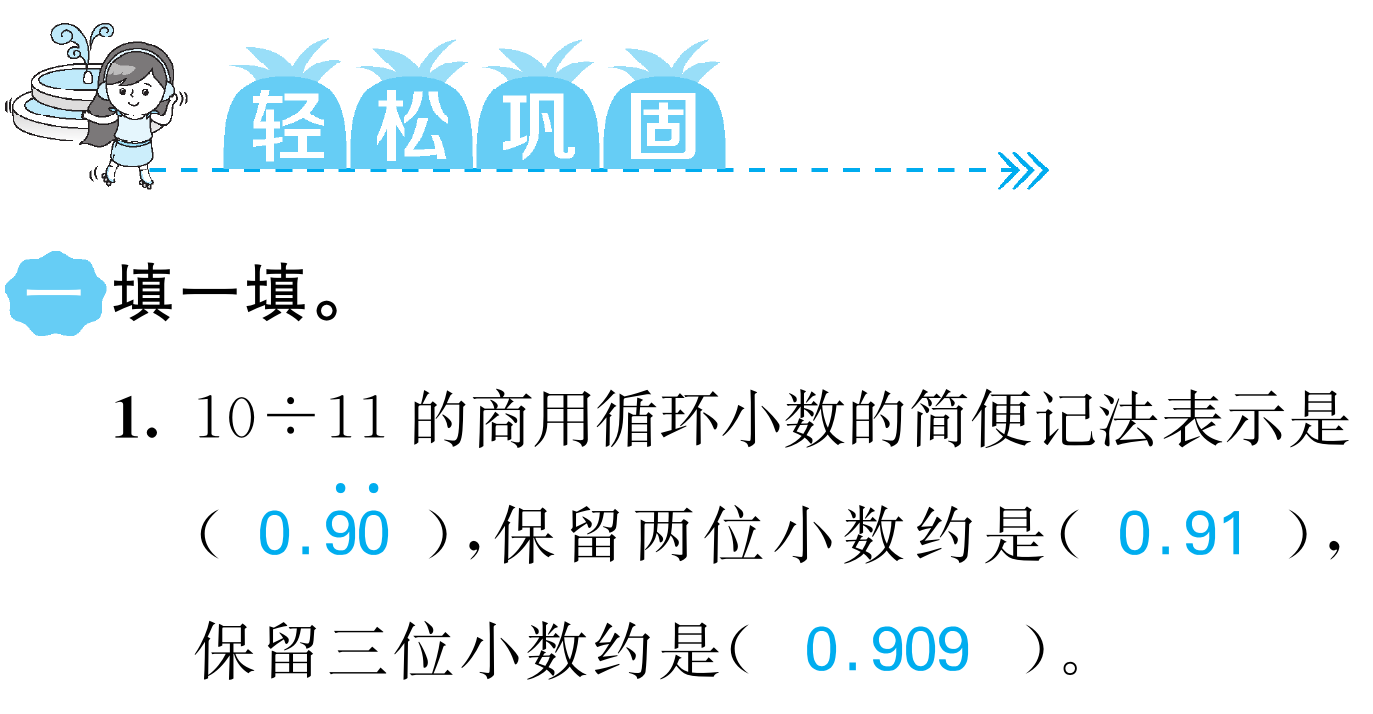 轻松巩固
一 填一填。
1. 10÷11 的商用循环小数的简便记法表示是
( 0.9̇0̇ ),保留两位小数约是( 0.91 ),
保留三位小数约是( 0.909 )。